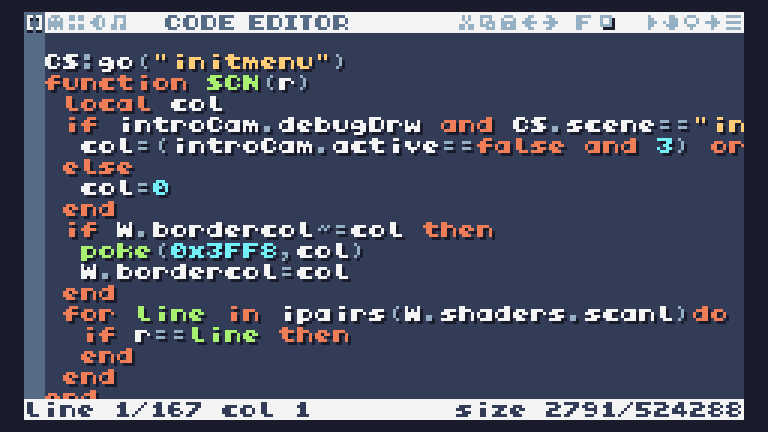 CODE EDITOR F
CS:go("initmenu")
function SCN(r)
local col
if introCam.debugDrw and CS.scene=="in
col=(introCam.active==false and 3) or
else
col=0
end
if W.bordercol~=col then
poke(0x3FF8,col)
W.bordercol=col
end
for line in ipairs(W.shaders.scanl)do
if r==line then
end
end
end
line 1/167 col 1 size 2791/524288